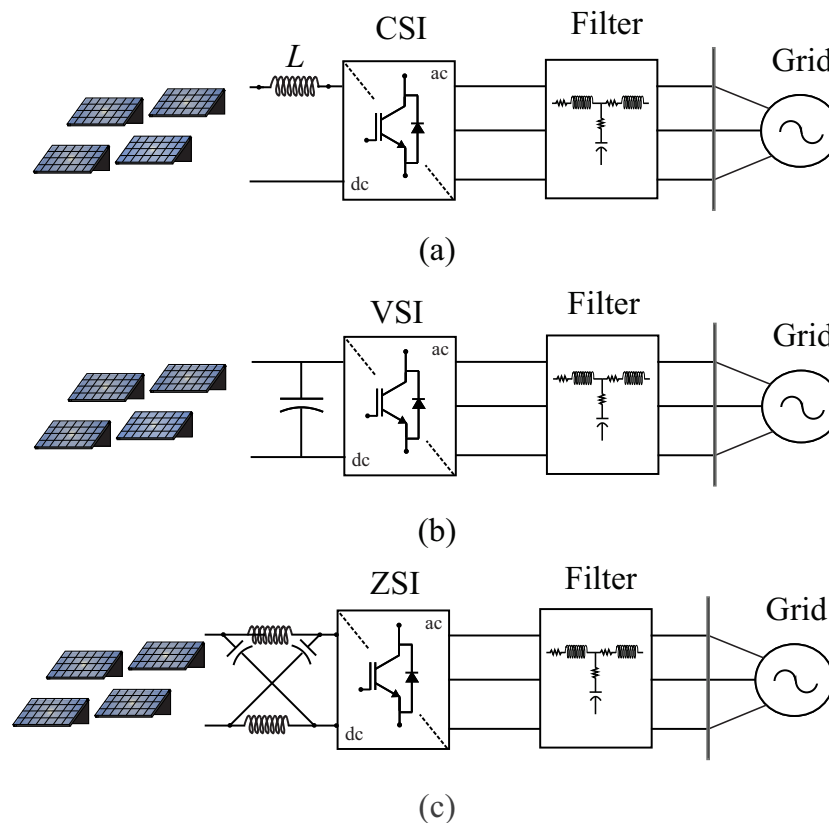 CSI
Filter
Grid
L
ac
dc
(a)
VSI
Filter
Grid
ac
dc
(b)
ZSI
Filter
Grid
ac
dc
(c)